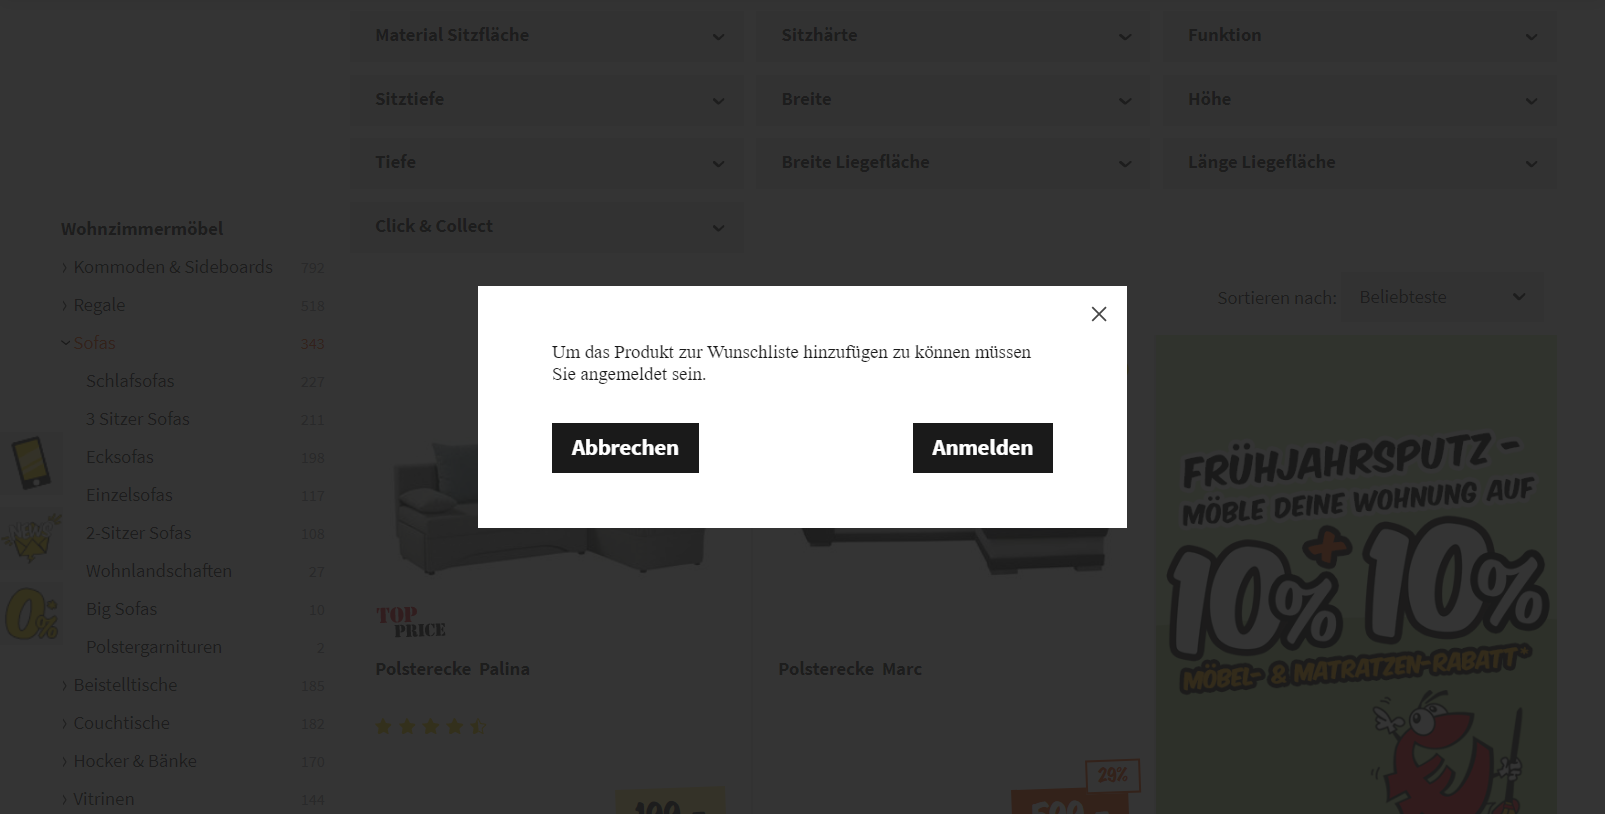 Material Sitzfläche
Sitzhärte
Funktion
Sitztiefe
Breite
Höhe
Tiefe
Breite Liegefläche
Länge Liegefläche
Click & Collect
Wohnzimmermöbel
Kommoden & Sideboards 792
Regale 518
Sofas 343
Schlafsofas 227
3 Sitzer Sofas 211
Ecksofas 198
Einzelsofas 117
2-Sitzer Sofas 108
Wohnlandschaften 27
Big Sofas 10
Polstergarnituren 2
Beistelltische 185
Couchtische 182
Hocker & Bänke 170
Vitrinen 144
0%
Sortieren nach: Beliebteste
Um das Produkt zur Wunschliste hinzufügen zu können müssen
Sie angemeldet sein.
Abbrechen
Anmelden
TOP
PRICE
Polsterecke Palina
Polsterecke Marc
29%
FRÜHJAHRSPUTZ -
MÖBLE DEINE WOHNUNG AUF
10%+10%
MÖBEL- & MATRATZEN-RABATT*